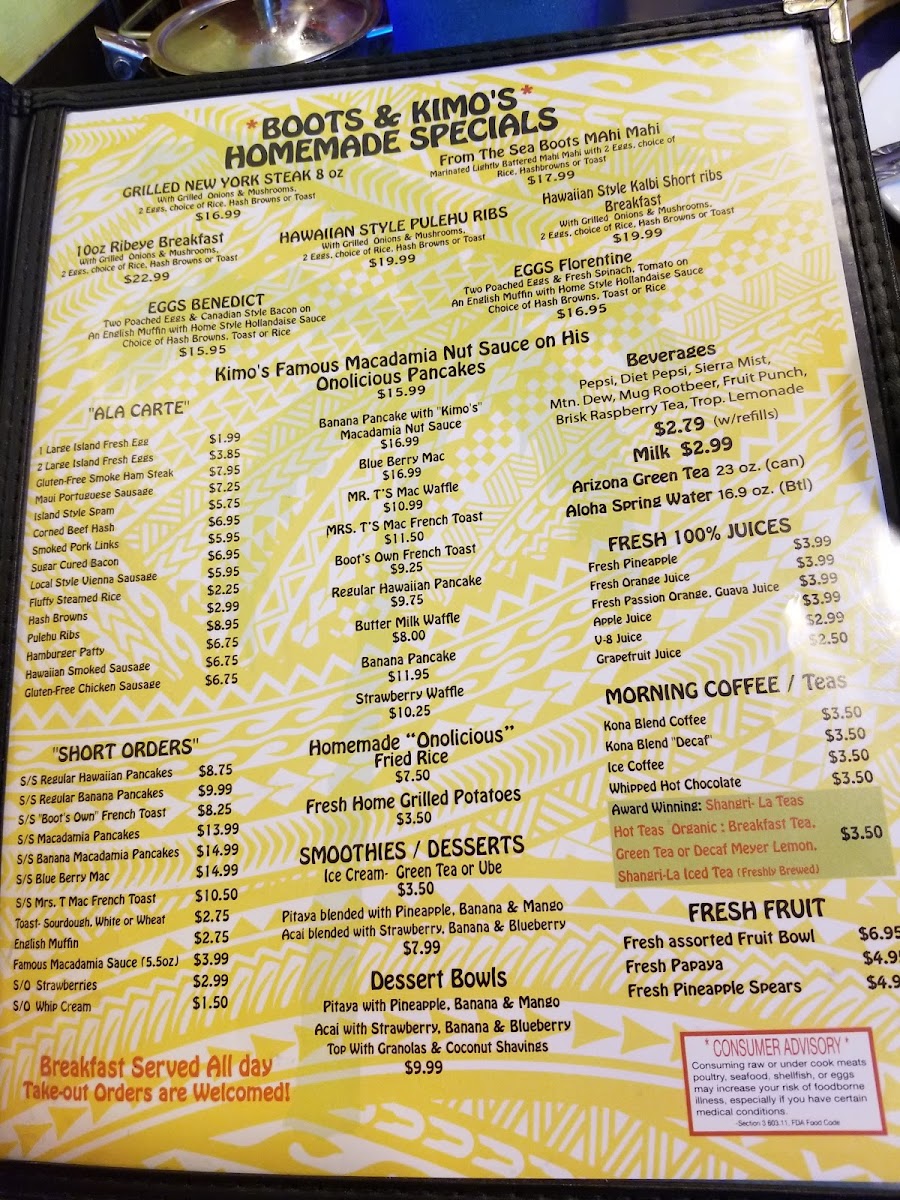 *BOOTS & KIMO'S*
HOMEMADE SPECIALS
GRILLED NEW YORK STEAK 8 oz
With Grilled Onions & Mushrooms,
2 Eggs, choice of Rice, Hash Browns or Toast
$16.99
From The Sea Boots MAhi Mahi
Marinated Lightly Battered Mahi Mahi with 2 Eggs, choice of
Rice, Hashbrowns or Toast
$17.99
10oz Ribeye Breakfast
With Grilled Onions & Mushrooms,
2 Eggs, choice of Rice, Hash Browns or Toast
$22.99
HAWAIIAN STYLE PULEHU RIBS
With Grilled Onions & Mushrooms,
2 Eggs, choice of Rice, Hash Browns or Toast
$19.99
Hawaiian Style Kalbi Short ribs
Breakfast
With Grilled Onions & Mushrooms,
2 Eggs, choice of Rice, Hash Browns or Toast
$19.99
EGGS BENEDICT
Two Poached Eggs & Canadian Style Bacon on
An English Muffin with Home Style Hollandaise Sauce
Choice of Hash Browns, Toast or Rice
$15.95
EGGS Florentine
Two Poached Eggs & Fresh Spinach, Tomato on
An English Muffin with Home Style Hollandaise Sauce
Choice of Hash Browns, Toast or Rice
$16.95
Kimo's Famous Macadamia Nut Sauce on His
Onolicious Pancakes
$15.99
"ALA CARTE"
1 Large Island Fresh Egg $1.99
2 Large Island Fresh Eggs $3.85
Gluten-Free Smoke Ham Steak $7.95
Maui Portuguese Sausage $7.25
Island Style Spam $5.75
Corned Beef Hash $6.95
Smoked Pork Links $5.95
Sugar Cured Bacon $6.95
Local Style Vienna Sausage $5.95
Fluffy Steamed Rice $2.25
Hash Browns $2.99
Pulehu Ribs $8.95
Hamburger Patty $6.75
Hawaiian Smoked Sausage $6.75
Gluten-Free Chicken Sausage $6.75
"SHORT ORDERS"
S/S Regular Hawaiian Pancakes $8.75
S/S Regular Banana Pancakes $9.99
S/S "Boot's Own" French Toast $8.25
S/S Macadamia Pancakes $13.99
S/S Banana Macadamia Pancakes $14.99
S/S Blue Berry Mac $14.99
S/S Mrs. T Mac French Toast $10.50
Toast- Sourdough, White or Wheat $2.75
English Muffin $2.75
Famous Macadamia Sauce (5.5oz) $3.99
S/O Strawberries $2.99
S/O Whip Cream $1.50
Breakfast Served All day
Take-out Orders are Welcomed!
Banana Pancake with "Kimo's"
Macadamia Nut Sauce
$16.99
Blue Berry Mac
$16.99
MR. T'S Mac Waffle
$10.99
MRS. T'S Mac French Toast
$11.50
Boot's Own French Toast
$9.25
Regular Hawaiian Pancake
$9.75
Butter Milk Waffle
$8.00
Banana Pancake
$11.95
Strawberry Waffle
$10.25
Homemade "Onolicious"
Fried Rice
$7.50
Fresh Home Grilled Potatoes
$3.50
SMOOTHIES / DESSERTS
Ice Cream- Green Tea or Ube
$3.50
Pitaya blended with Pineapple, Banana & Mango
Acai blended with Strawberry, Banana & Blueberry
$7.99
Dessert Bowls
Pitaya with Pineapple, Banana & Mango
Acai with Strawberry, Banana & Blueberry
Top With Granolas & Coconut Shavings
$9.99
Beverages
Pepsi, Diet Pepsi, Sierra Mist,
Mtn. Dew, Mug Rootbeer, Fruit Punch,
Brisk Raspberry Tea, Trop. Lemonade
$2.79 (w/refills)
Milk $2.99
Arizona Green Tea 23 oz. (can)
Aloha Spring Water 16.9 oz. (Btl)
FRESH 100% JUICES
Fresh Pineapple $3.99
Fresh Orange Juice $3.99
Fresh Passion Orange, Guava Juice $3.99
Apple Juice $3.99
V-8 Juice $2.99
Grapefruit Juice $2.50
MORNING COFFEE / Teas
Kona Blend Coffee $3.50
Kona Blend "Decaf" $3.50
Ice Coffee $3.50
Whipped Hot Chocolate $3.50
Award Winning: Shangri- La Teas
Hot Teas Organic : Breakfast Tea,
Green Tea or Decaf Meyer Lemon, $3.50
Shangri-La Iced Tea (Freshly Brewed)
FRESH FRUIT
Fresh assorted Fruit Bowl $6.95
Fresh Papaya $4.9
Fresh Pineapple Spears $4.9
* CONSUMER ADVISORY *
Consuming raw or under cook meats
poultry, seafood, shellfish, or eggs
may increase your risk of foodborne
illness, especially if you have certain
medical conditions.
-Section 3 603.11, FDA Food Code